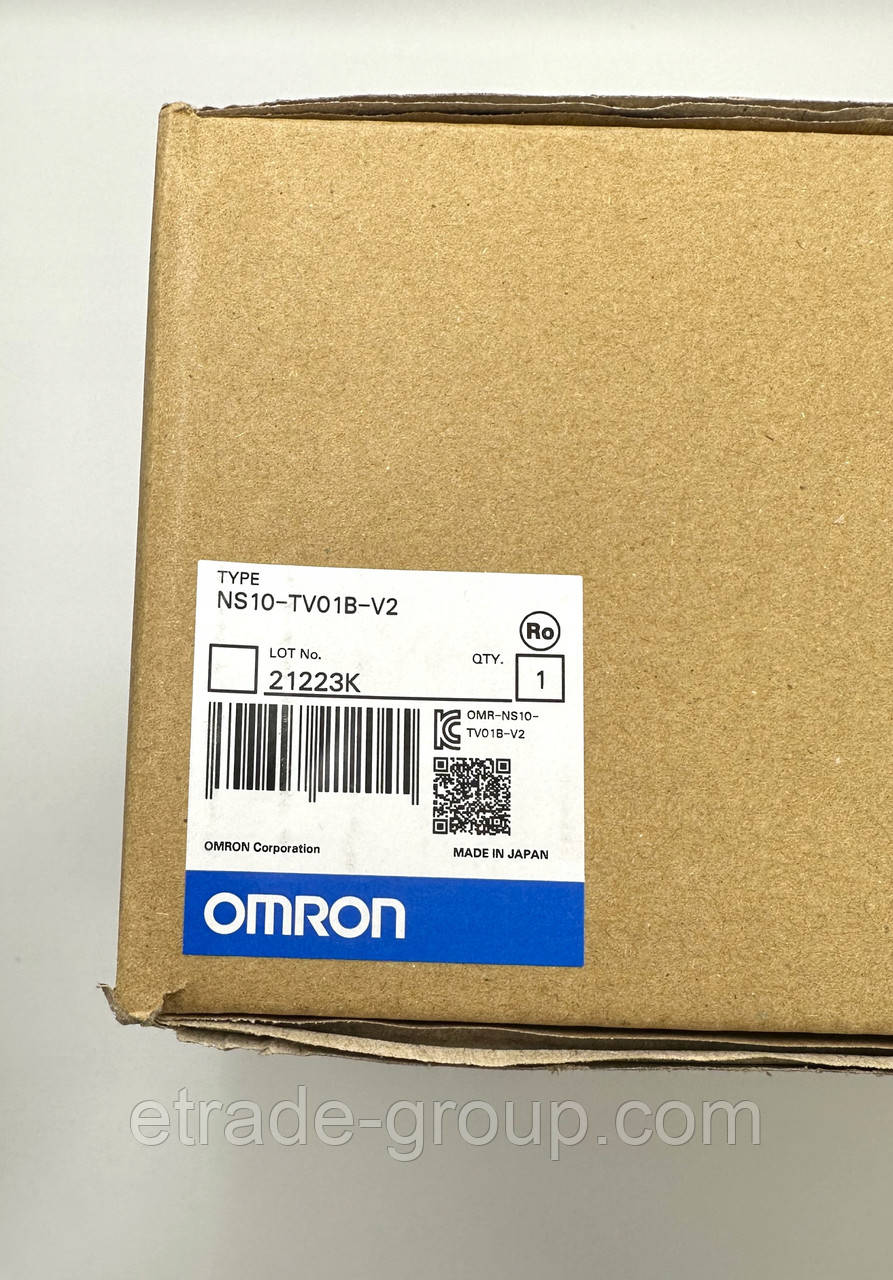 TYPE
NS10-TV01B-V2
Ro
LOT No.
QTY.
21223K
1
OMR-NS10-
TV01B-V2
OMRON Corporation
MADE IN JAPAN
OMRON
etrade-group.com